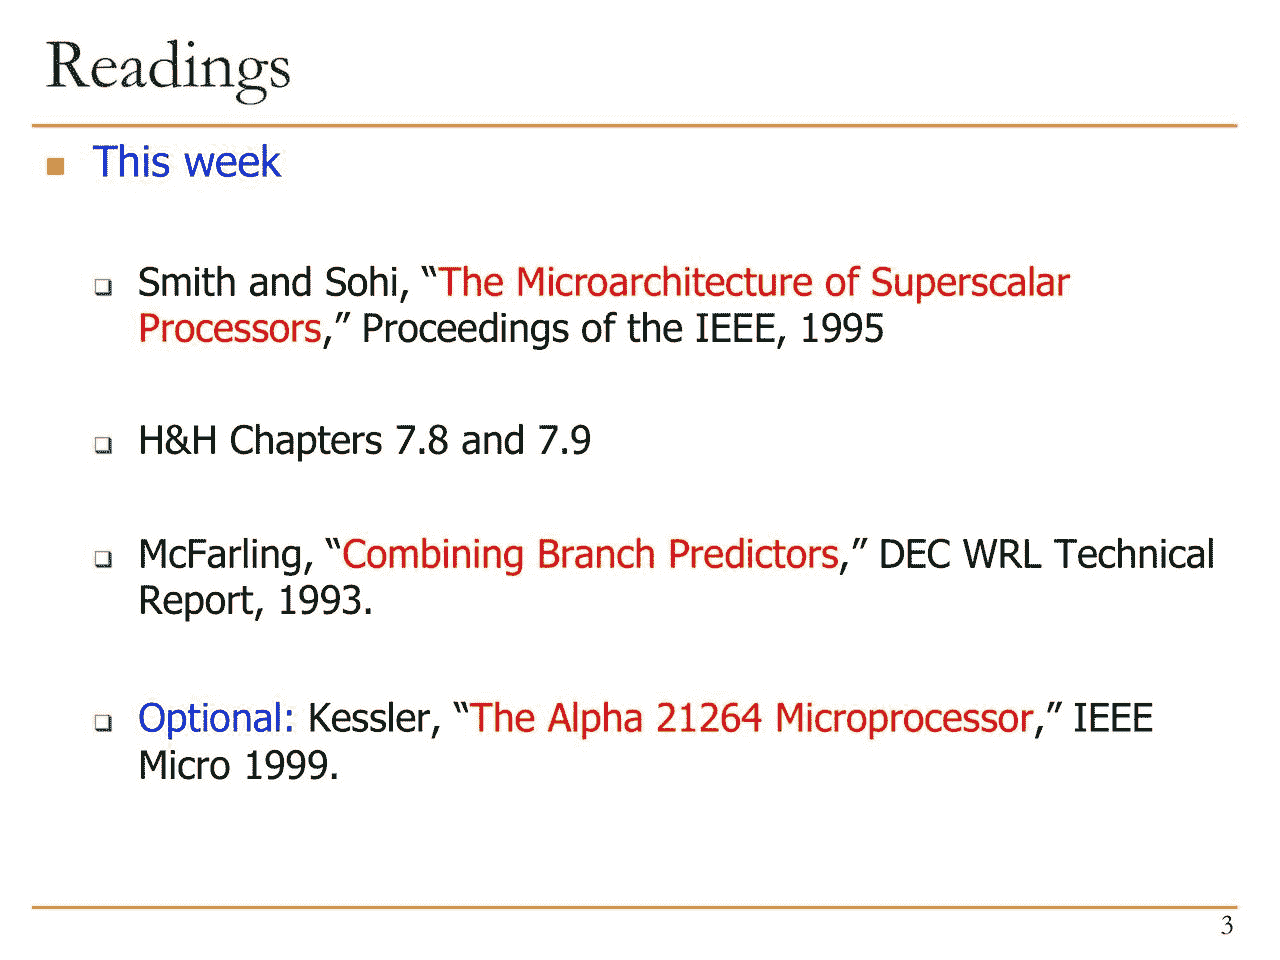 Readings
This week
Smith and Sohi, “The Microarchitecture of Superscalar
Processors,” Proceedings of the IEEE, 1995
H&H Chapters 7.8 and 7.9
McFarling, “Combining Branch Predictors,” DEC WRL Technical
Report, 1993.
Optional: Kessler, “The Alpha 21264 Microprocessor,” IEEE
Micro 1999.
3